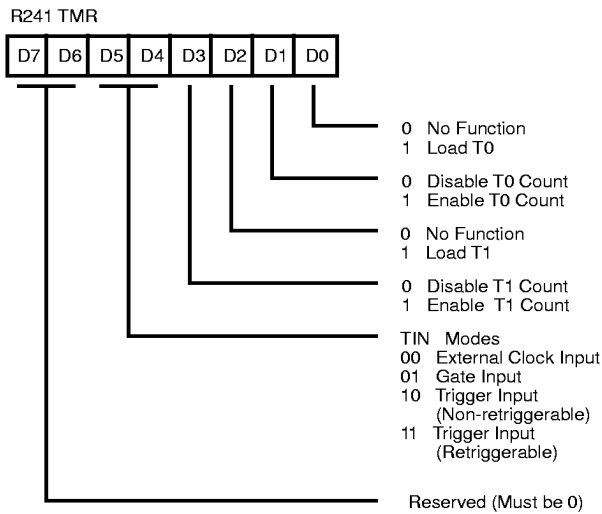 R241 TMR
D7 D6 D5 D4 D3 D2 D1 D0
0 No Function
1 Load T0
0 Disable T0 Count
1 Enable T0 Count
0 No Function
1 Load T1
0 Disable T1 Count
1 Enable T1 Count
TIN Modes
00 External Clock Input
01 Gate Input
10 Trigger Input
(Non-retriggerable)
11 Trigger Input
(Retriggerable)
Reserved (Must be 0)